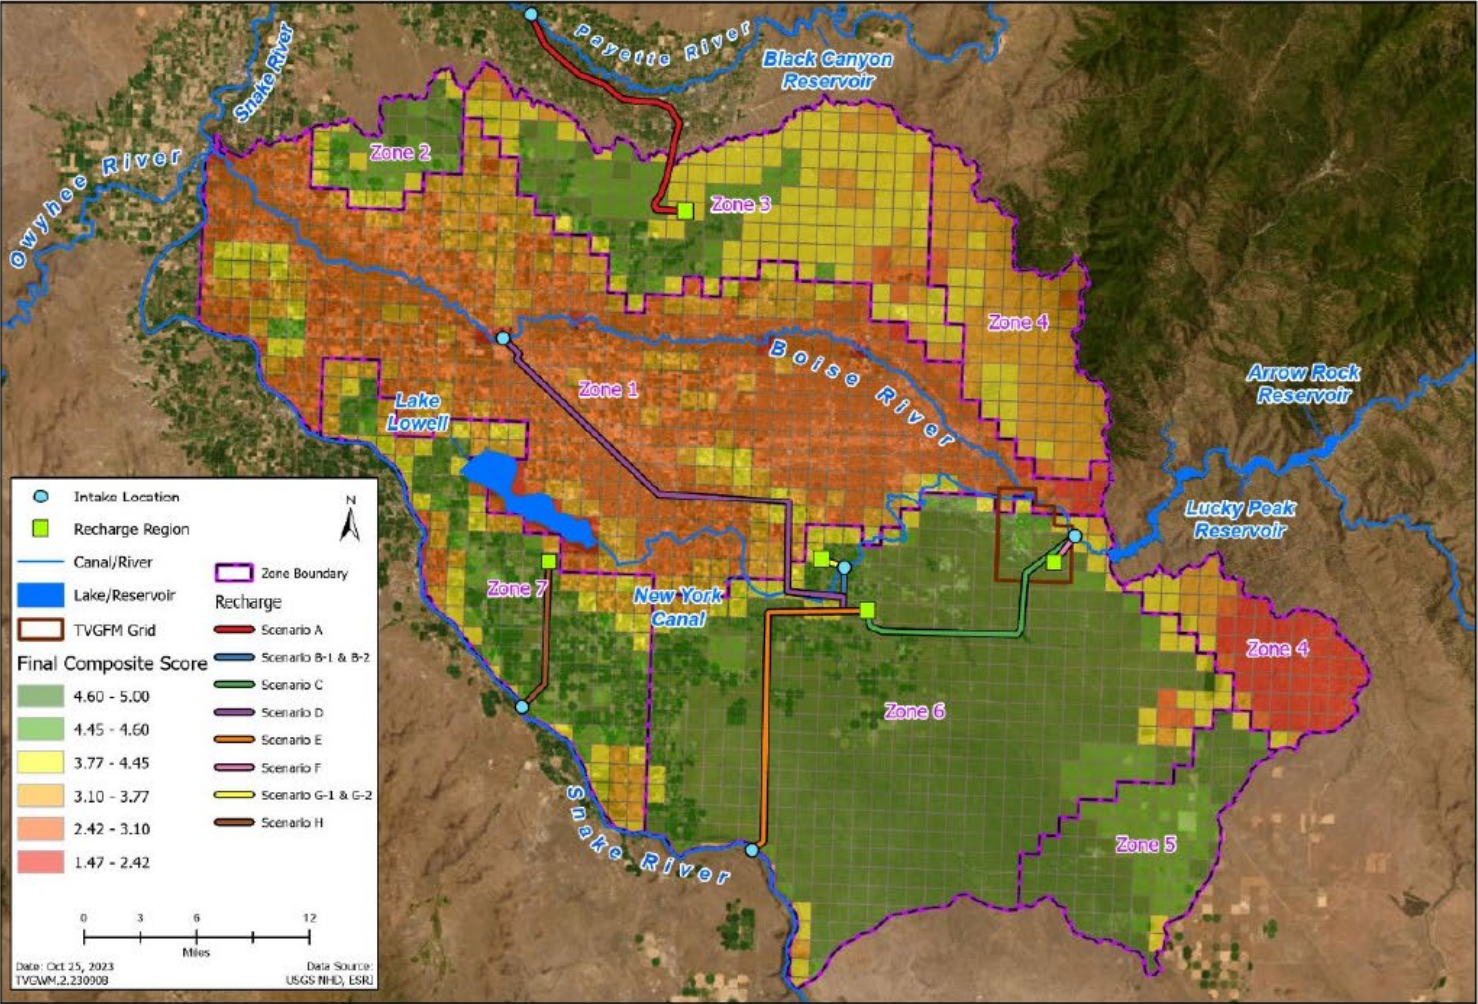 Payette River
Black Canyon
Reservoir
Snake River
Owyhee River
Zone 2
Zone 3
Zone 4
Boise River
Zone 1
Lake
Lowell
Arrow Rock
Reservoir
Lucky Peak
Reservoir
Zone 7
New York
Canal
Zone 4
Zone 6
Zone 5
Snake River
Intake Location
N
Recharge Region
Canal/River
Zone Boundary
Lake/Reservoir
Recharge
TVGFM Grid
Scenario A
Final Composite Score
Scenario B-1 & B-2
4.60 - 5.00
Scenario C
4.45 - 4.60
Scenario D
3.77 - 4.45
Scenario E
3.10 - 3.77
Scenario F
2.42 - 3.10
Scenario G-1 & G-2
1.47 - 2.42
Scenario H
0 3 6 12
Miles
Date: Oct 25, 2023
Data Source:
TVGWM.2.230908
USGS NHD, ESRI